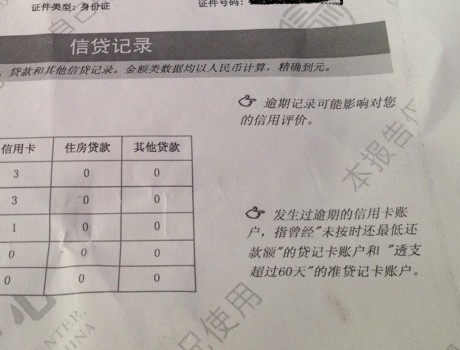 证件类型：身份证 证件号码：
信贷记录
贷款和其他信贷记录。金额类数据均以人民币计算，精确到元。
逾期记录可能影响对您
的信用评价。
信用卡 住房贷款 其他贷款
3 0 0
3 0 0
1 0 0
0 0 0
0 0 0
发生过逾期的信用卡账
户，指曾经"未按时还最低还
款额"的贷记卡账户和 "透支
超过60天"的准贷记卡账户。
本报告仅
况使用